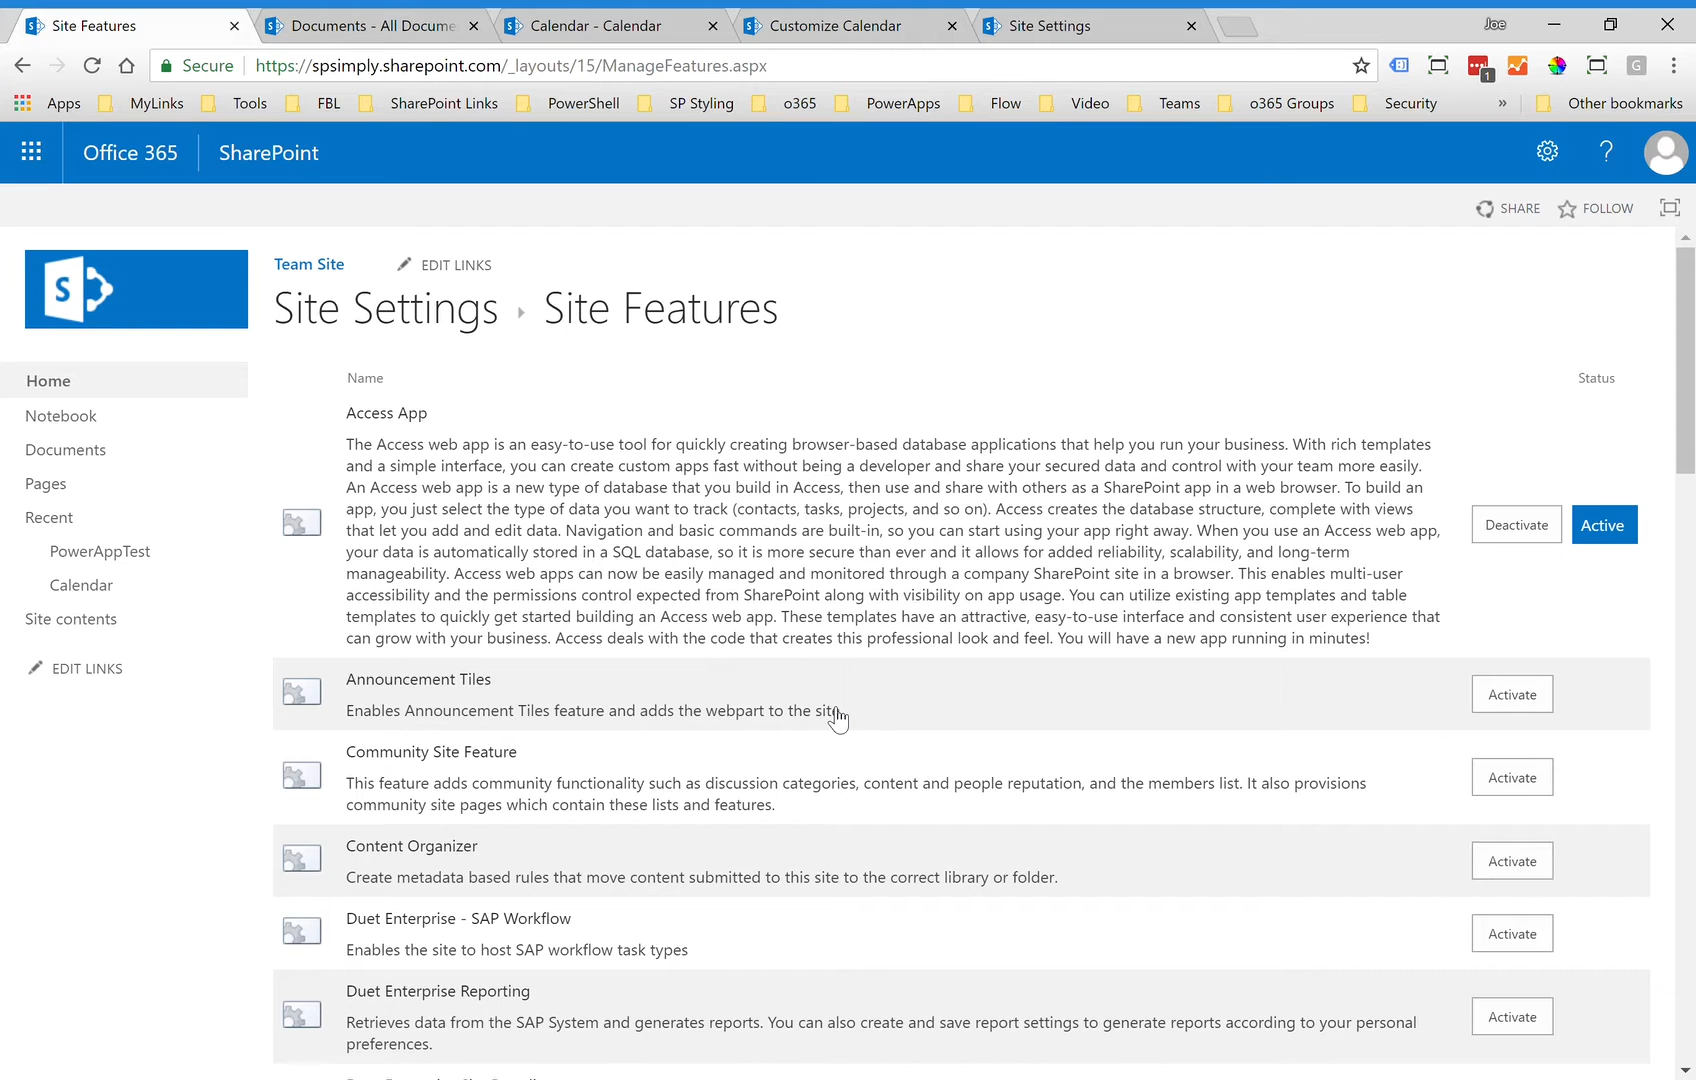 Site Features
Documents - All Docume
Calendar - Calendar
Customize Calendar
Site Settings
Joe
Secure
https://spsimply.sharepoint.com/_layouts/15/ManageFeatures.aspx
1
G
Apps
MyLinks
Tools
FBL
SharePoint Links
PowerShell
SP Styling
o365
PowerApps
Flow
Video
Teams
o365 Groups
Security
»
Other bookmarks
Office 365
SharePoint
?
SHARE
FOLLOW
S
Team Site
EDIT LINKS
Site Settings ▸ Site Features
Home
Notebook
Documents
Pages
Recent
PowerAppTest
Calendar
Site contents
EDIT LINKS
Name
Status
Access App
The Access web app is an easy-to-use tool for quickly creating browser-based database applications that help you run your business. With rich templates
and a simple interface, you can create custom apps fast without being a developer and share your secured data and control with your team more easily.
An Access web app is a new type of database that you build in Access, then use and share with others as a SharePoint app in a web browser. To build an
app, you just select the type of data you want to track (contacts, tasks, projects, and so on). Access creates the database structure, complete with views
that let you add and edit data. Navigation and basic commands are built-in, so you can start using your app right away. When you use an Access web app,
your data is automatically stored in a SQL database, so it is more secure than ever and it allows for added reliability, scalability, and long-term
manageability. Access web apps can now be easily managed and monitored through a company SharePoint site in a browser. This enables multi-user
accessibility and the permissions control expected from SharePoint along with visibility on app usage. You can utilize existing app templates and table
templates to quickly get started building an Access web app. These templates have an attractive, easy-to-use interface and consistent user experience that
can grow with your business. Access deals with the code that creates this professional look and feel. You will have a new app running in minutes!
Deactivate
Active
Announcement Tiles
Enables Announcement Tiles feature and adds the webpart to the site
Activate
Community Site Feature
This feature adds community functionality such as discussion categories, content and people reputation, and the members list. It also provisions
community site pages which contain these lists and features.
Activate
Content Organizer
Create metadata based rules that move content submitted to this site to the correct library or folder.
Activate
Duet Enterprise - SAP Workflow
Enables the site to host SAP workflow task types
Activate
Duet Enterprise Reporting
Retrieves data from the SAP System and generates reports. You can also create and save report settings to generate reports according to your personal
preferences.
Activate